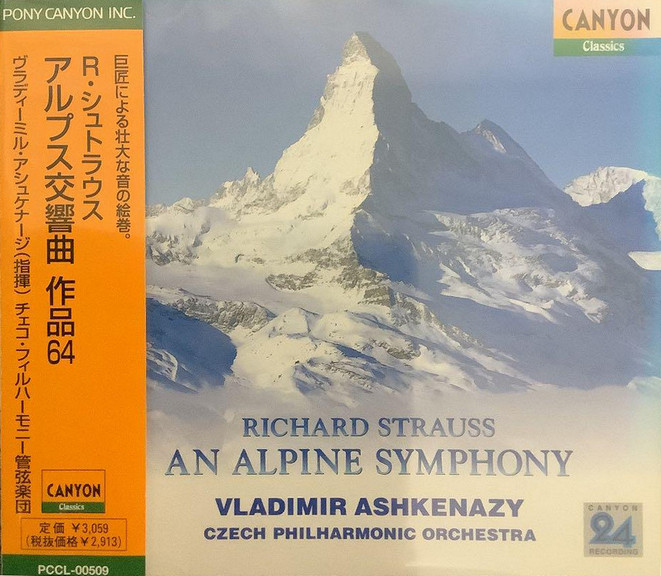 PONY CANYON INC.
巨匠による壮大な音の絵巻。
R・シュトラウス
アルプス交響曲 作品64
ヴラディーミル・アシュケナージ(指揮) チェコ・フィルハーモニー管弦楽団
CANYON
Classics
定価 ¥3,059
(税抜価格¥2,913)
PCCL-00509
CANYON
Classics
RICHARD STRAUSS
AN ALPINE SYMPHONY
VLADIMIR ASHKENAZY
CZECH PHILHARMONIC ORCHESTRA
CANYON
24
RECORDING